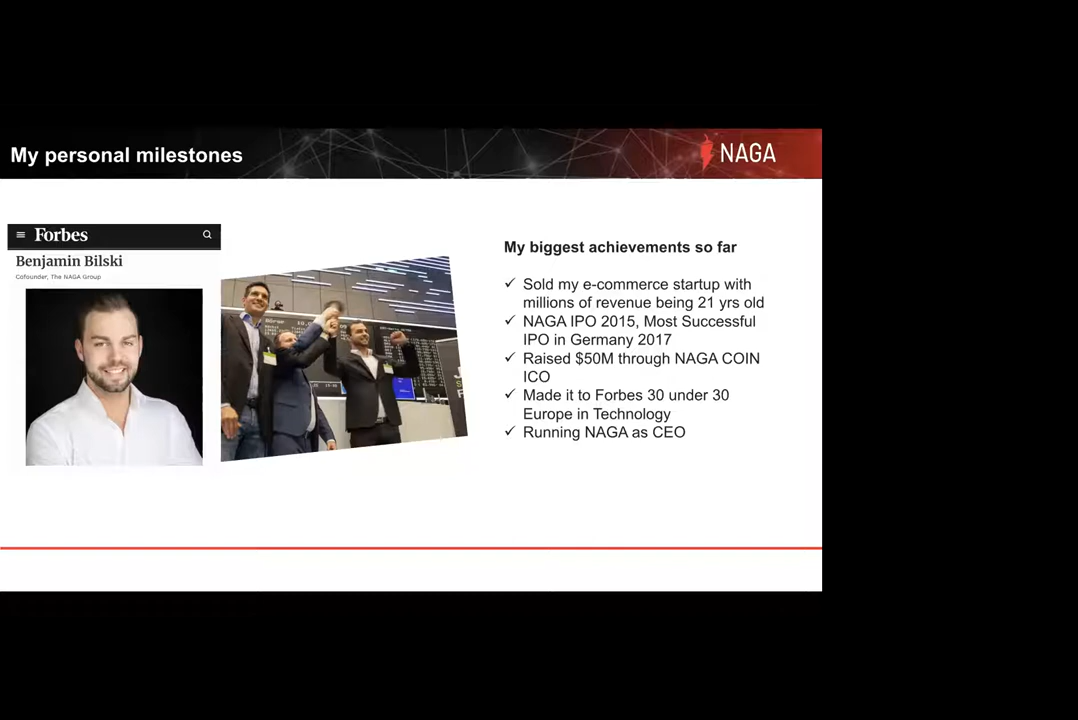 My personal milestones
NAGA
Forbes
Benjamin Bilski
Cofounder, The NAGA Group
My biggest achievements so far
✓ Sold my e-commerce startup with
millions of revenue being 21 yrs old
✓ NAGA IPO 2015, Most Successful
IPO in Germany 2017
✓ Raised $50M through NAGA COIN
ICO
✓ Made it to Forbes 30 under 30
Europe in Technology
✓ Running NAGA as CEO